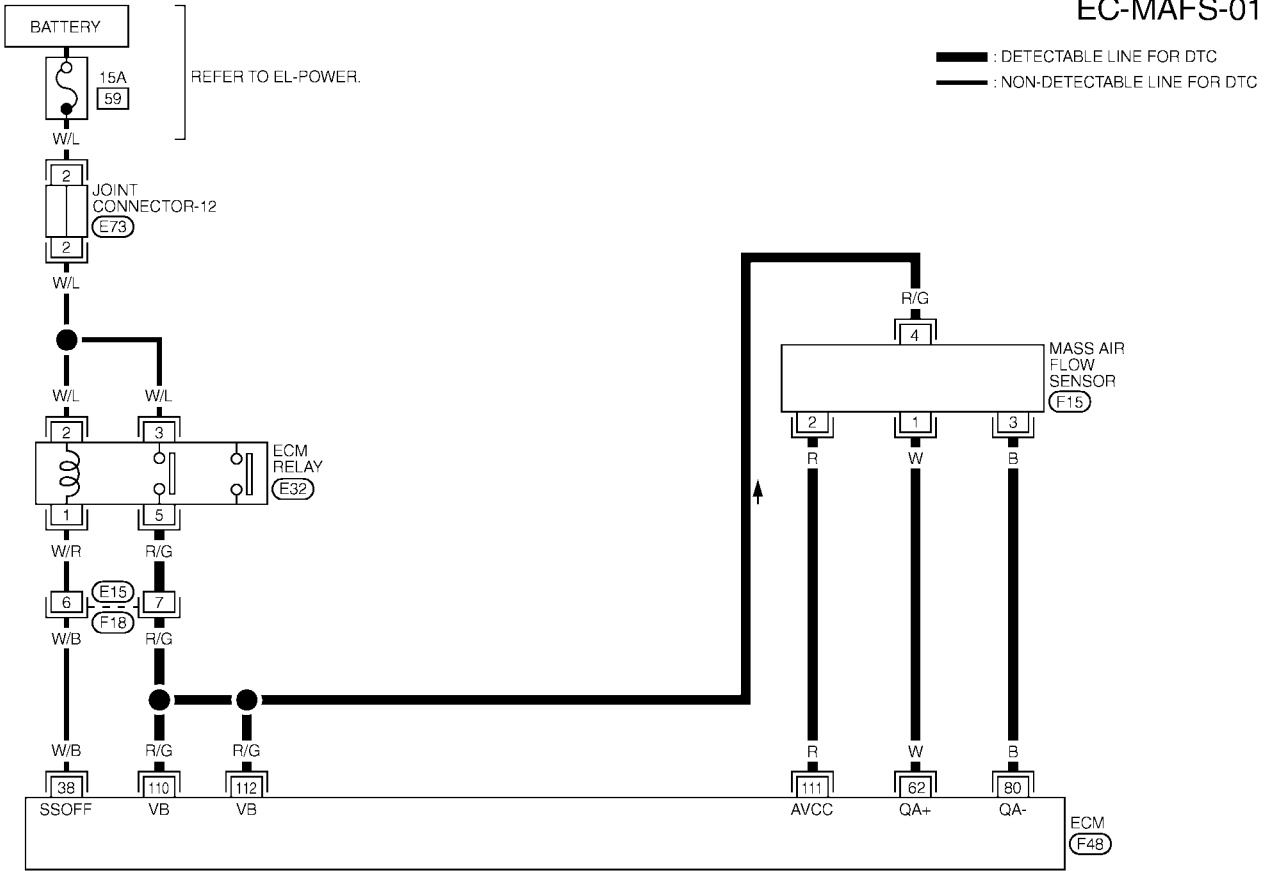 EC-MAFS-01
BATTERY
: DETECTABLE LINE FOR DTC
: NON-DETECTABLE LINE FOR DTC
15A
59
REFER TO EL-POWER.
W/L
2
JOINT
CONNECTOR-12
E73
2
W/L
R/G
4
MASS AIR
FLOW
SENSOR
F15
W/L W/L
2 3
2 1 3
R W B
ECM
RELAY
E32
1 5
W/R R/G
6 E15 7
F18
W/B R/G
W/B R/G R/G
R W B
38 110 112
111 62 80
SSOFF VB VB
AVCC QA+ QA-
ECM
F48